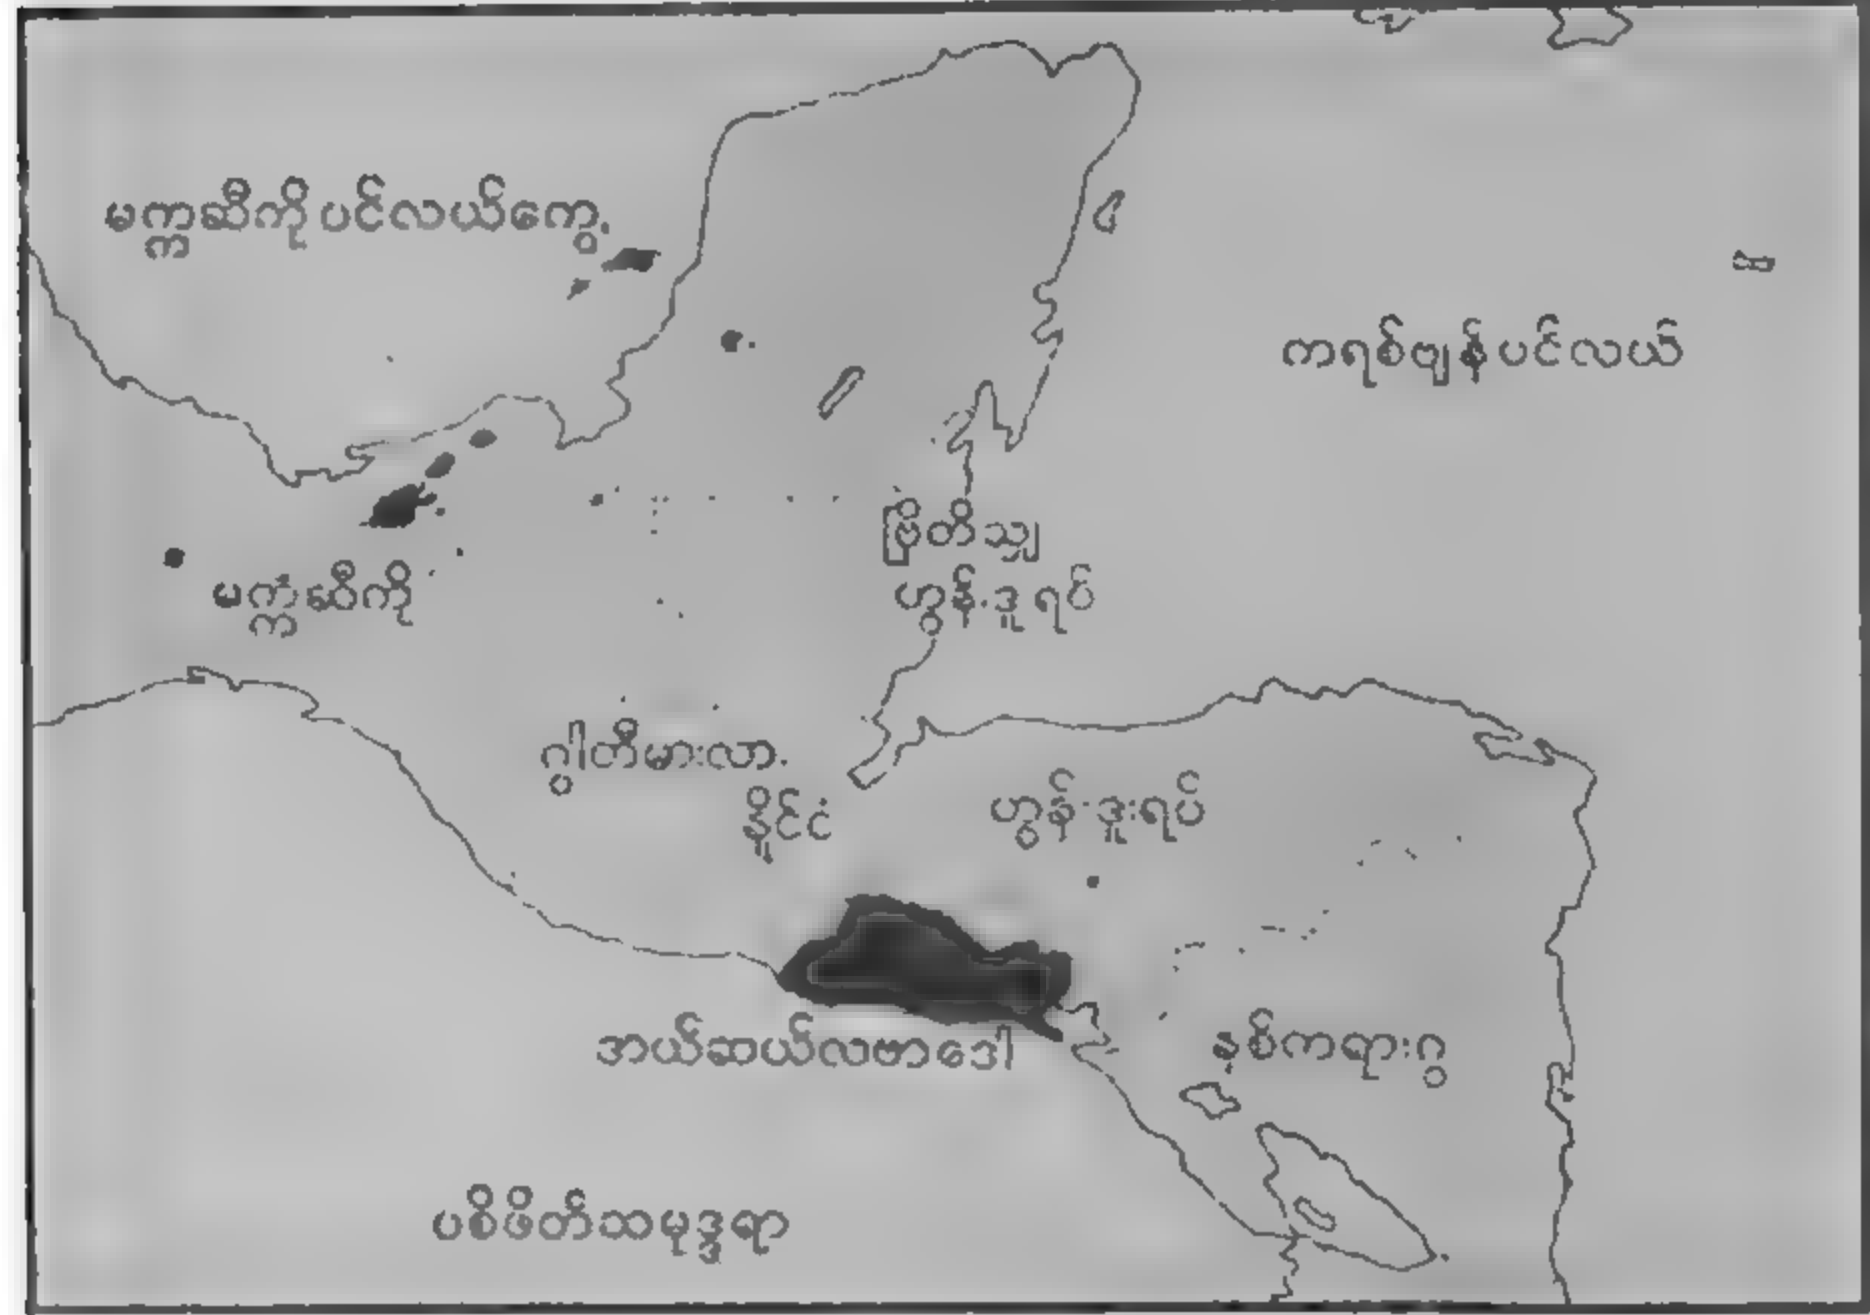 မက္ကဆီကိုပင်လယ်ကွေ့
ကရစ်ဗျန်ပင်လယ်
ဗြိတိသျှ
ဟွန်ဒူရပ်
မက္ကဆီကို
ဂွါတီမားလာ
နိုင်ငံ
ဟွန်ဒူးရပ်
အယ်ဆယ်လဗာဒေါ
နစ်ကရားဂွ
ပစိဖိတ်သမုဒ္ဒရာ